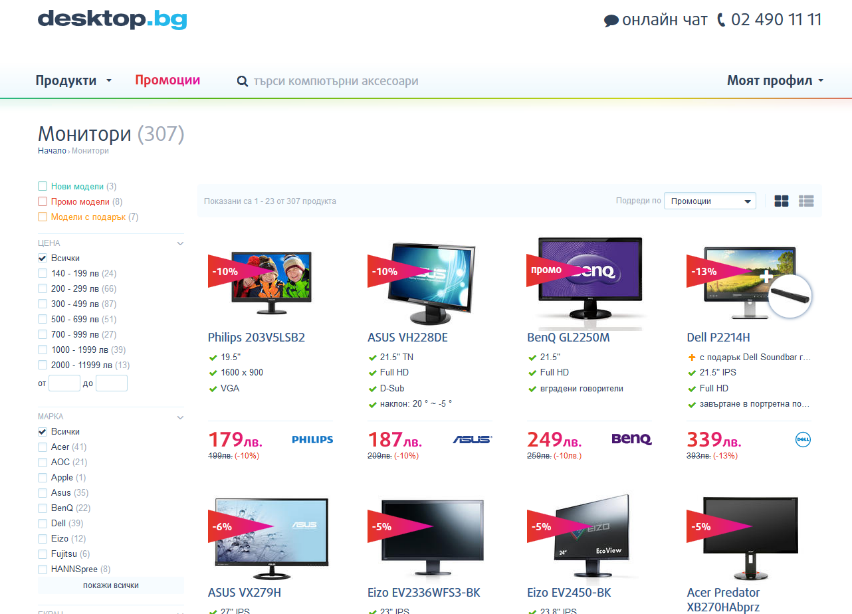 desktop.bg
онлайн чат 02 490 11 11
Продукти
Промоции
търси компютърни аксесоари
Моят профил
Монитори (307)
Начало › Монитори
Нови модели (3)
Промо модели (8)
Модели с подарък (7)
ЦЕНА
Всички
140 - 199 лв (24)
200 - 299 лв (66)
300 - 499 лв (87)
500 - 699 лв (51)
700 - 999 лв (27)
1000 - 1999 лв (39)
2000 - 11999 лв (13)
от до
МАРКА
Всички
Acer (41)
AOC (21)
Apple (1)
Asus (35)
BenQ (22)
Dell (39)
Eizo (12)
Fujitsu (6)
HANNSpree (8)
покажи всички
Показани са 1 - 23 от 307 продукта
Подреди по Промоции
-10%
Philips 203V5LSB2
19.5"
1600 x 900
VGA
179лв.
199лв. (-10%)
PHILIPS
-10%
ASUS VH228DE
21.5" TN
Full HD
D-Sub
наклон: 20 ° ~ -5 °
187лв.
209лв. (-10%)
ASUS
промо
BenQ
BenQ GL2250M
21.5"
Full HD
вградени говорители
249лв.
259лв. (-10лв.)
BenQ
-13%
Dell P2214H
с подарък Dell Soundbar г...
21.5" IPS
Full HD
завъртане в портретна по...
339лв.
393лв. (-13%)
DELL
-6%
ASUS
ASUS VX279H
27" IPS
-5%
Eizo EV2336WFS3-BK
23" IPS
-5%
EIZO
24"
EcoView
Eizo EV2450-BK
23.8" IPS
-5%
Acer Predator
XB270HAbprz